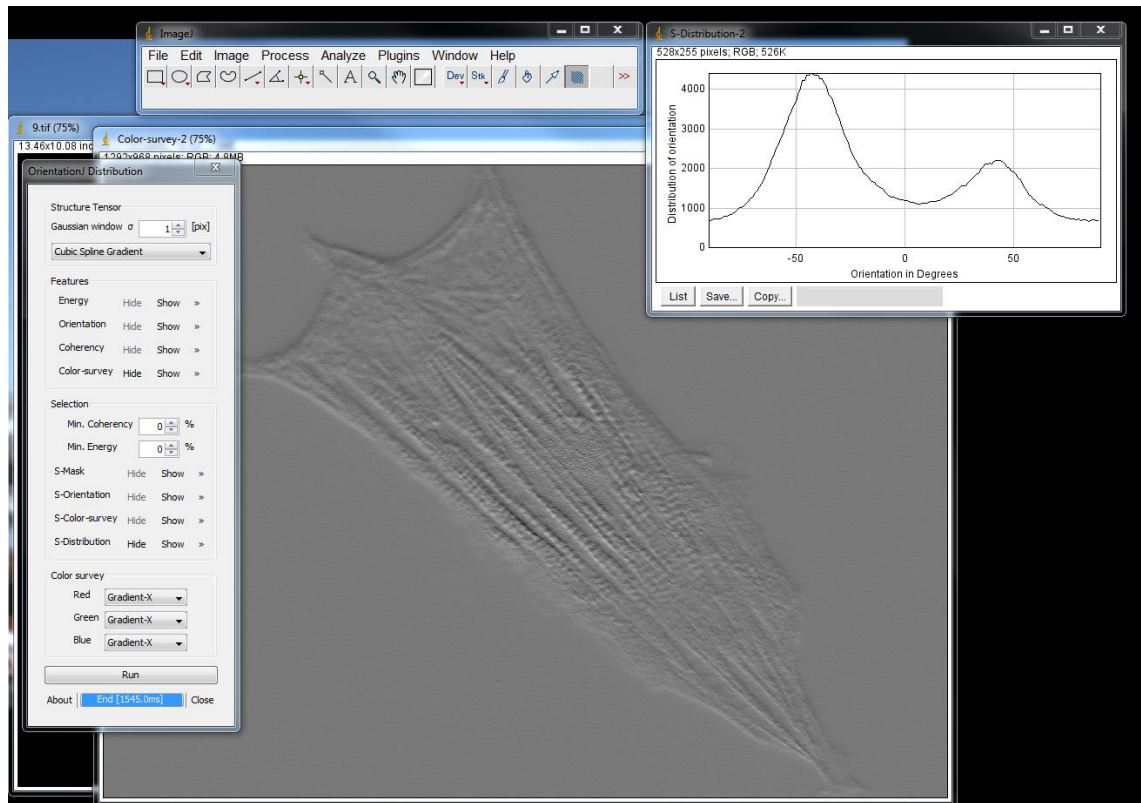 ImageJ
File Edit Image Process Analyze Plugins Window Help
Dev Stk >>
S-Distribution-2
528x255 pixels; RGB; 526K
Distribution of orientation
4000
3000
2000
1000
0
-50 0 50
Orientation in Degrees
List Save... Copy...
9.tif (75%)
13.46x10.08 inc
Color-survey-2 (75%)
1292x968 pixels; RGB; 4.8MB
OrientationJ Distribution
Structure Tensor
Gaussian window σ 1 [pix]
Cubic Spline Gradient
Features
Energy Hide Show »
Orientation Hide Show »
Coherency Hide Show »
Color-survey Hide Show »
Selection
Min. Coherency 0 %
Min. Energy 0 %
S-Mask Hide Show »
S-Orientation Hide Show »
S-Color-survey Hide Show »
S-Distribution Hide Show »
Color survey
Red Gradient-X
Green Gradient-X
Blue Gradient-X
Run
About End [1545.0ms] Close